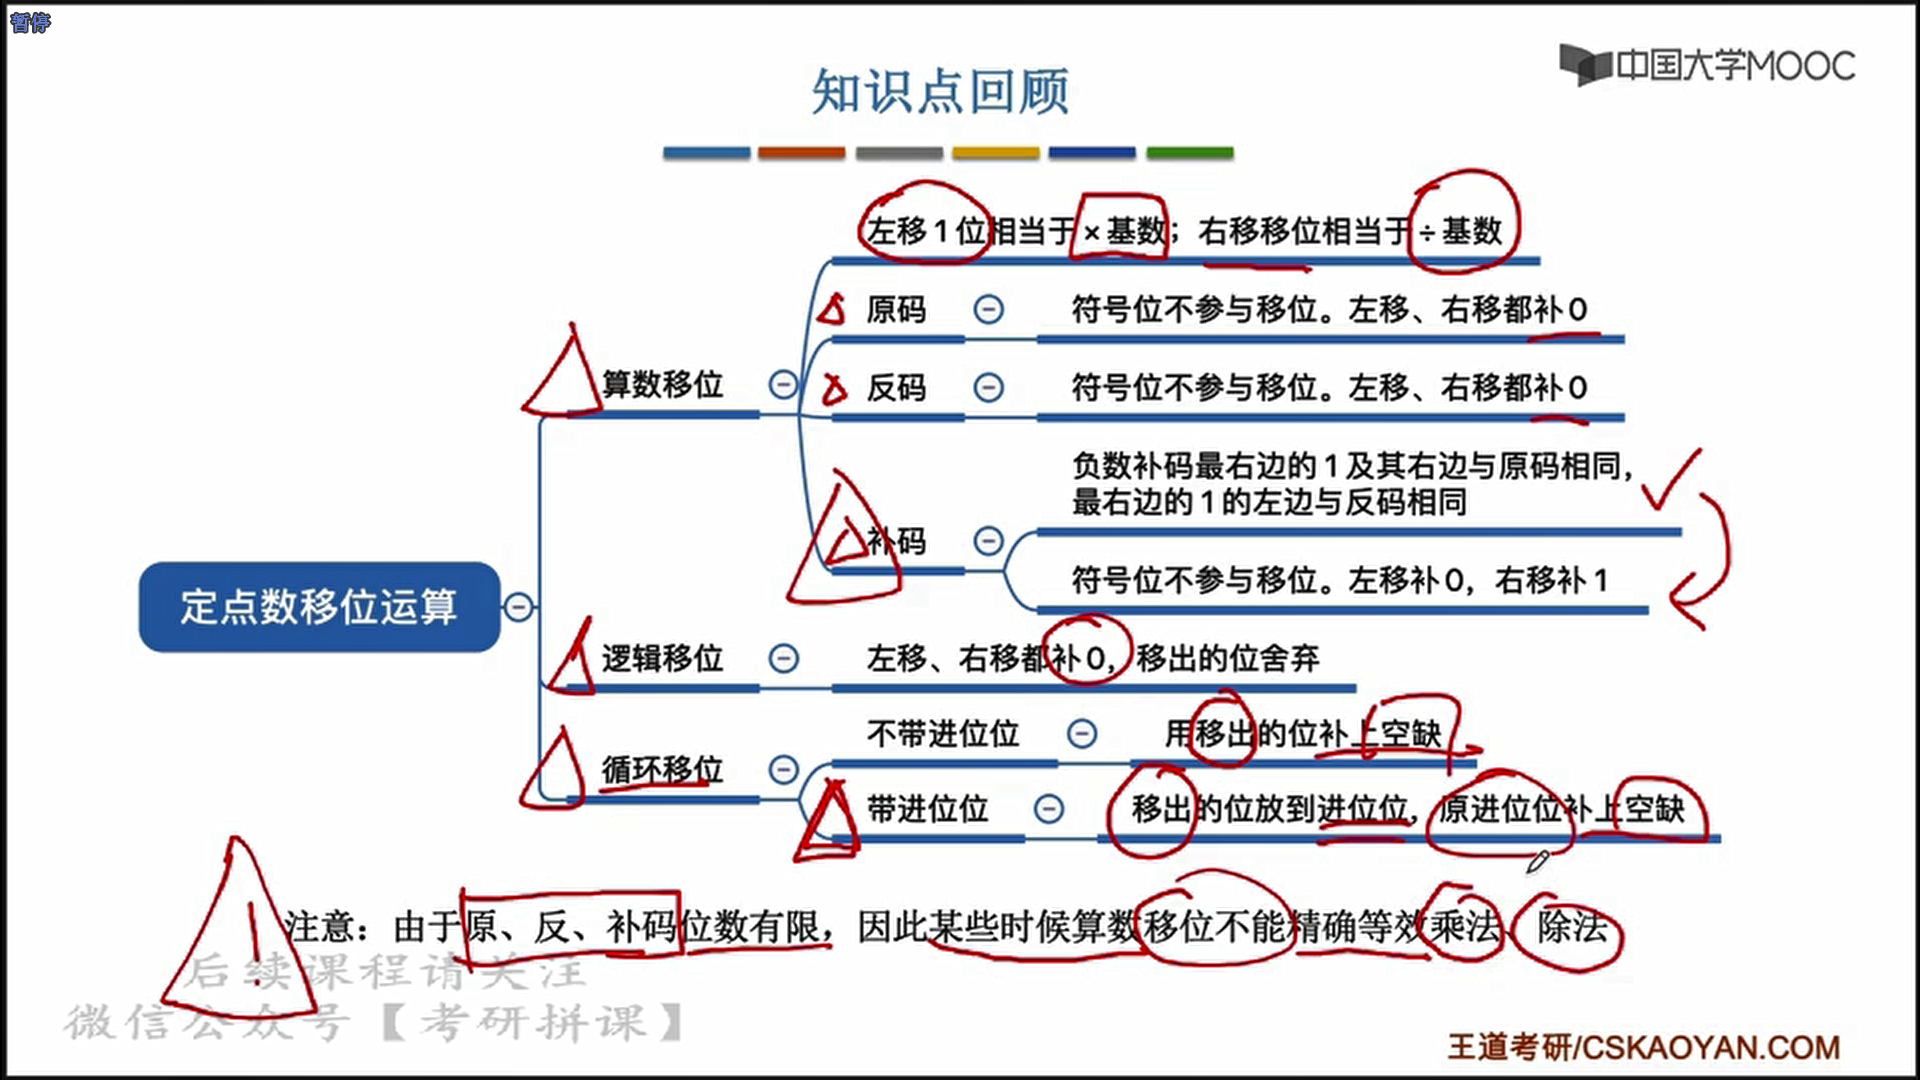 暂停
中国大学MOOC
知识点回顾
左移1位相当于×基数；右移移位相当于÷基数
原码
符号位不参与移位。左移、右移都补0
算数移位
反码
符号位不参与移位。左移、右移都补0
负数补码最右边的1及其右边与原码相同，
最右边的1的左边与反码相同
补码
符号位不参与移位。左移补0，右移补1
定点数移位运算
逻辑移位
左移、右移都补0，移出的位舍弃
不带进位位
用移出的位补上空缺
循环移位
带进位位
移出的位放到进位位，原进位位补上空缺
注意：由于原、反、补码位数有限，因此某些时候算数移位不能精确等效乘法、除法
后续课程请关注
微信公众号【考研拼课】
王道考研/CSKAOYAN.COM